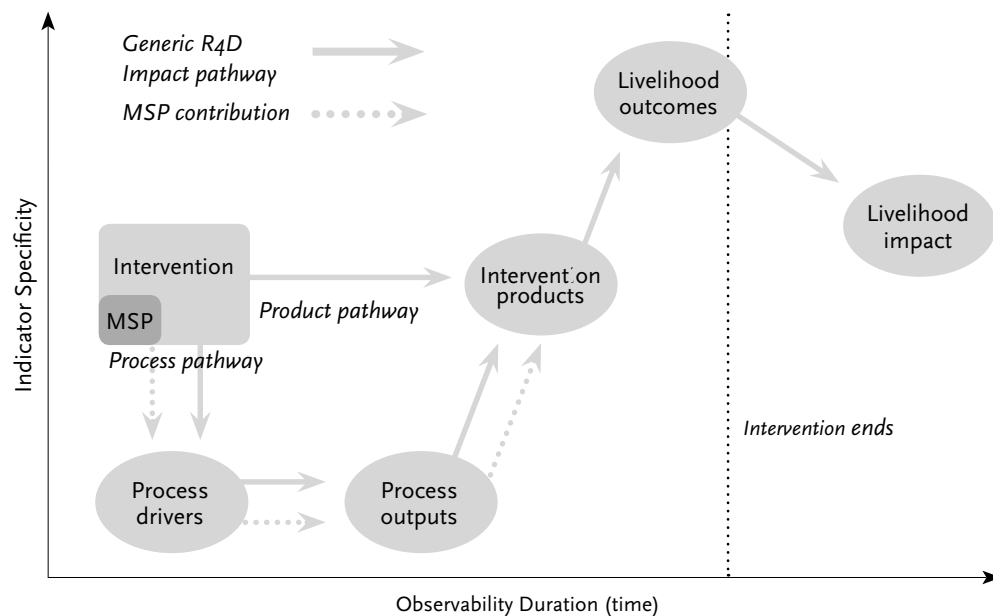 Generic R4D
Impact pathway
MSP contribution
Livelihood
outcomes
Livelihood
impact
Intervention
MSP
Product pathway
Process pathway
Intervention
products
Intervention ends
Process
drivers
Process
outputs
Indicator Specificity
Observability Duration (time)